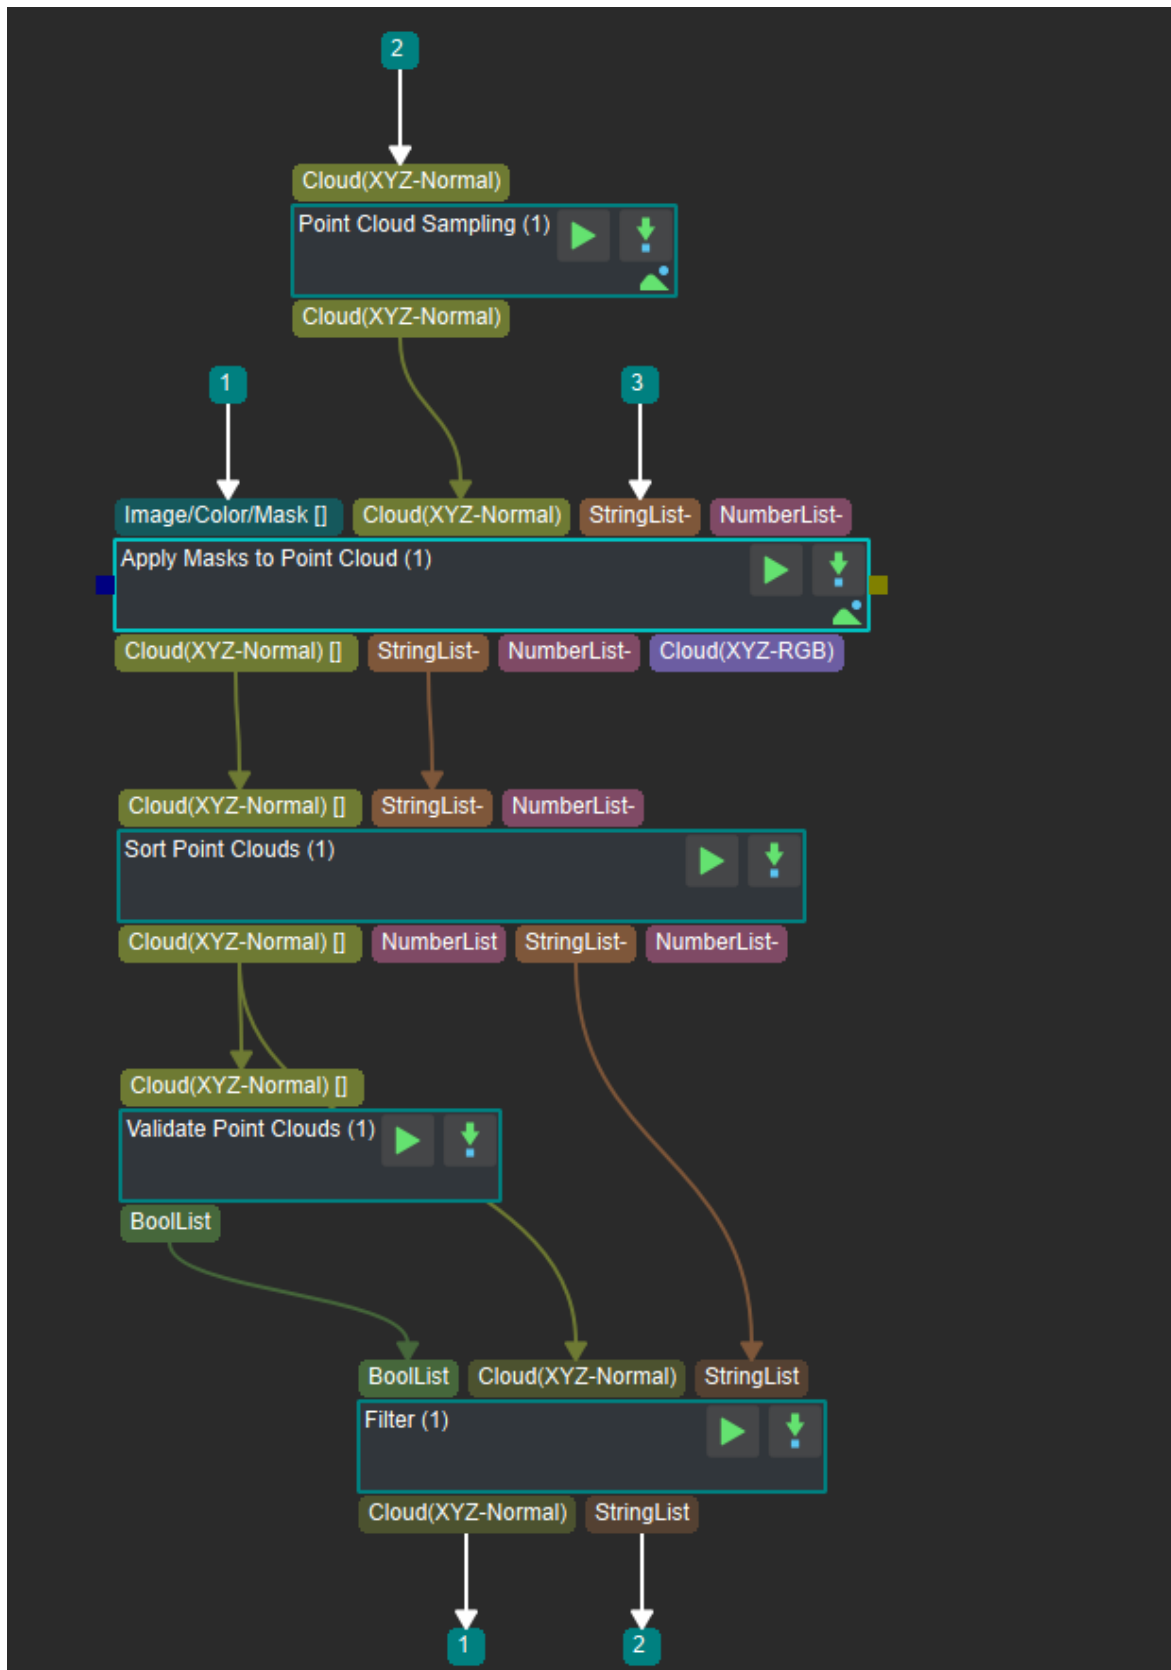 2
Cloud(XYZ-Normal)
Point Cloud Sampling (1)
Cloud(XYZ-Normal)
1 3
Image/Color/Mask [] Cloud(XYZ-Normal) StringList- NumberList-
Apply Masks to Point Cloud (1)
Cloud(XYZ-Normal) [] StringList- NumberList- Cloud(XYZ-RGB)
Cloud(XYZ-Normal) [] StringList- NumberList-
Sort Point Clouds (1)
Cloud(XYZ-Normal) [] NumberList StringList- NumberList-
Cloud(XYZ-Normal) []
Validate Point Clouds (1)
BoolList
BoolList Cloud(XYZ-Normal) StringList
Filter (1)
Cloud(XYZ-Normal) StringList
1 2